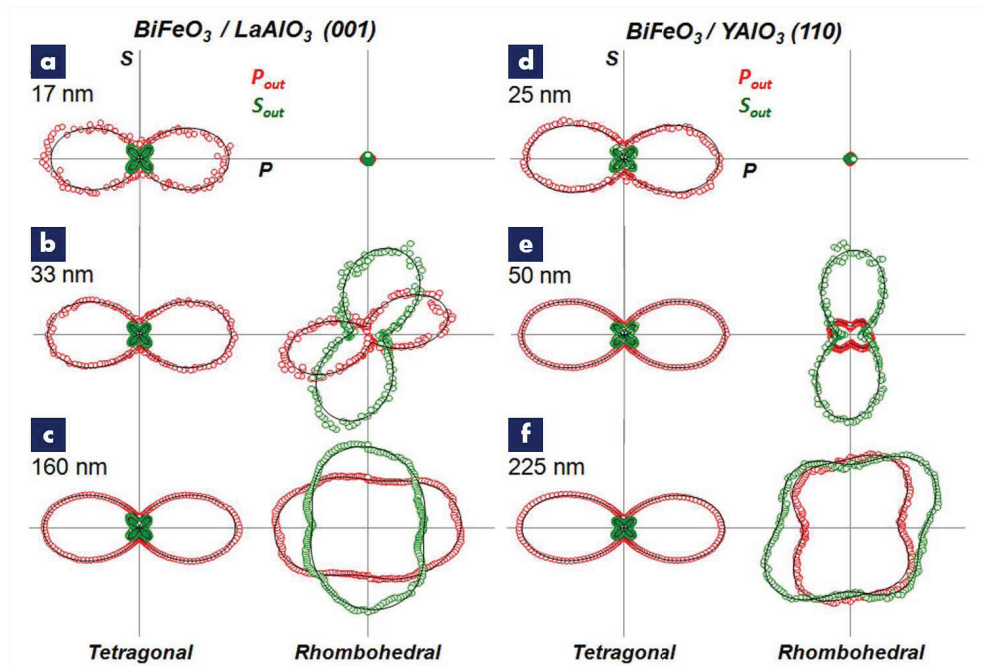 BiFeO3 / LaAlO3 (001)
BiFeO3 / YAlO3 (110)
a
17 nm
S
Pout
Sout
P
d
25 nm
S
Pout
Sout
P
b
33 nm
e
50 nm
c
160 nm
f
225 nm
Tetragonal
Rhombohedral
Tetragonal
Rhombohedral